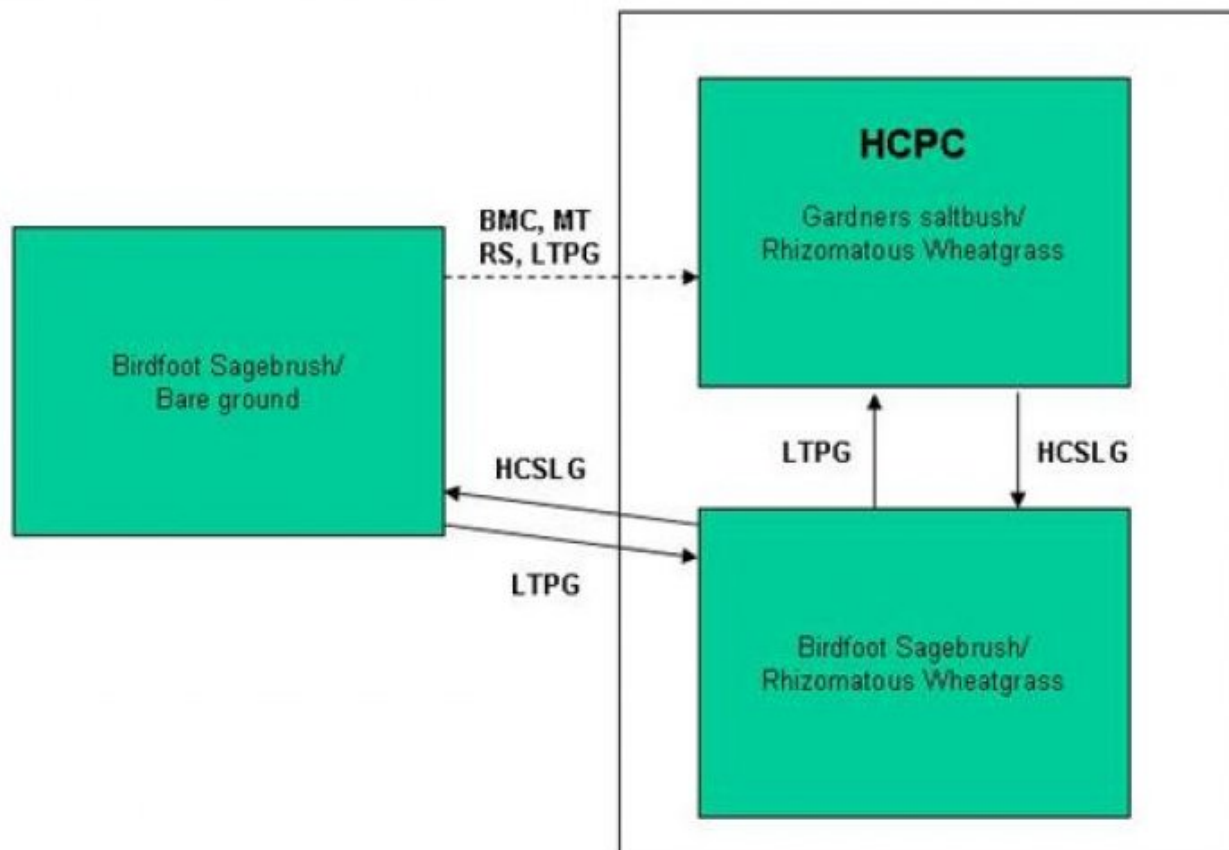 HCPC
Gardners saltbush/
Rhizomatous Wheatgrass
BMC, MT
RS, LTPG
Birdfoot Sagebrush/
Bare ground
LTPG
HCSLG
HCSLG
LTPG
Birdfoot Sagebrush/
Rhizomatous Wheatgrass